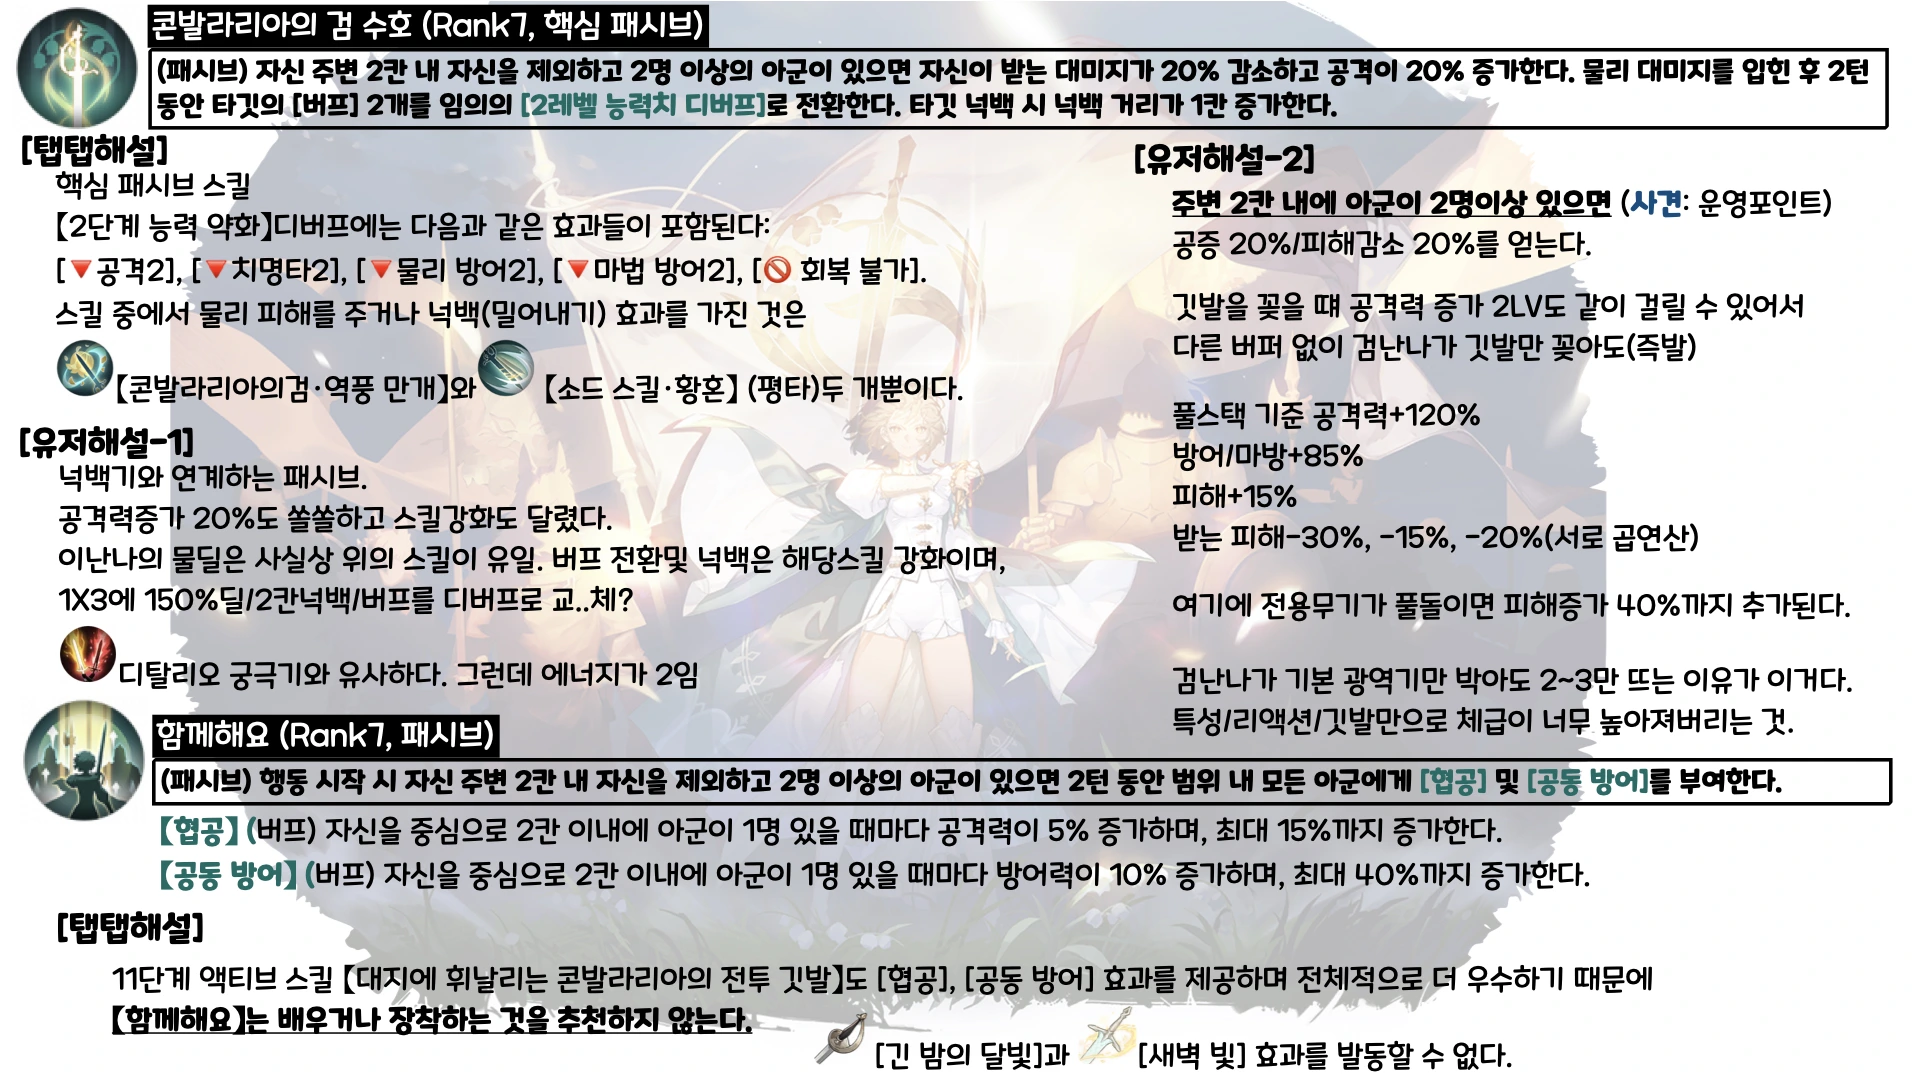 콘발라리아의 검 수호 (Rank7, 핵심 패시브)
(패시브) 자신 주변 2칸 내 자신을 제외하고 2명 이상의 아군이 있으면 자신이 받는 대미지가 20% 감소하고 공격이 20% 증가한다. 물리 대미지를 입힌 후 2턴
동안 타깃의 [버프] 2개를 임의의 [2레벨 능력치 디버프]로 전환한다. 타깃 넉백 시 넉백 거리가 1칸 증가한다.
[탭탭해설]
핵심 패시브 스킬
【2단계 능력 약화】디버프에는 다음과 같은 효과들이 포함된다:
[🔻공격2], [🔻치명타2], [🔻물리 방어2], [🔻마법 방어2], [🚫 회복 불가].
스킬 중에서 물리 피해를 주거나 넉백(밀어내기) 효과를 가진 것은
【콘발라리아의검·역풍 만개】와 【소드 스킬·황혼】 (평타)두 개뿐이다.
[유저해설-1]
넉백기와 연계하는 패시브.
공격력증가 20%도 쏠쏠하고 스킬강화도 달렸다.
이난나의 물딜은 사실상 위의 스킬이 유일. 버프 전환및 넉백은 해당스킬 강화이며,
1X3에 150%딜/2칸넉백/버프를 디버프로 교..체?
디탈리오 궁극기와 유사하다. 그런데 에너지가 2임
[유저해설-2]
주변 2칸 내에 아군이 2명이상 있으면 (사견: 운영포인트)
공증 20%/피해감소 20%를 얻는다.
깃발을 꽂을 떄 공격력 증가 2LV도 같이 걸릴 수 있어서
다른 버퍼 없이 검난나가 깃발만 꽂아도(즉발)
풀스택 기준 공격력+120%
방어/마방+85%
피해+15%
받는 피해-30%, -15%, -20%(서로 곱연산)
여기에 전용무기가 풀돌이면 피해증가 40%까지 추가된다.
검난나가 기본 광역기만 박아도 2~3만 뜨는 이유가 이거다.
특성/리액션/깃발만으로 체급이 너무 높아져버리는 것.
함께해요 (Rank7, 패시브)
(패시브) 행동 시작 시 자신 주변 2칸 내 자신을 제외하고 2명 이상의 아군이 있으면 2턴 동안 범위 내 모든 아군에게 [협공] 및 [공동 방어]를 부여한다.
【협공】 (버프) 자신을 중심으로 2칸 이내에 아군이 1명 있을 때마다 공격력이 5% 증가하며, 최대 15%까지 증가한다.
【공동 방어】 (버프) 자신을 중심으로 2칸 이내에 아군이 1명 있을 때마다 방어력이 10% 증가하며, 최대 40%까지 증가한다.
[탭탭해설]
11단계 액티브 스킬 【대지에 휘날리는 콘발라리아의 전투 깃발】도 [협공], [공동 방어] 효과를 제공하며 전체적으로 더 우수하기 때문에
【함께해요】는 배우거나 장착하는 것을 추천하지 않는다.
[긴 밤의 달빛]과 [새벽 빛] 효과를 발동할 수 없다.